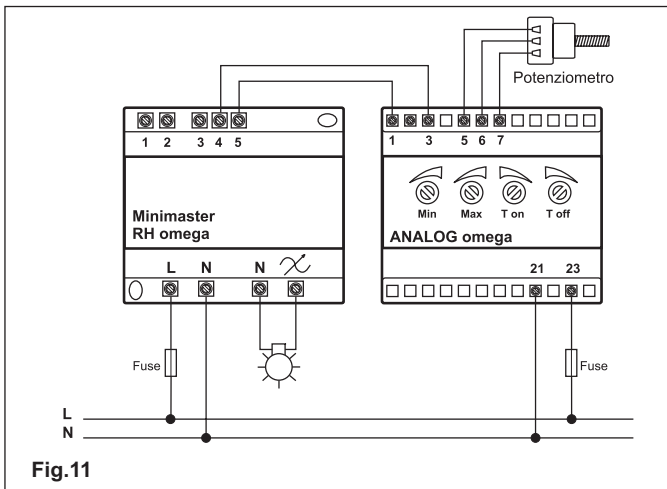 Potenziometro
1 2 3 4 5
1 3 5 6 7
Min Max T on T off
Minimaster
RH omega
ANALOG omega
L N N
21 23
Fuse
Fuse
L
N
Fig.11